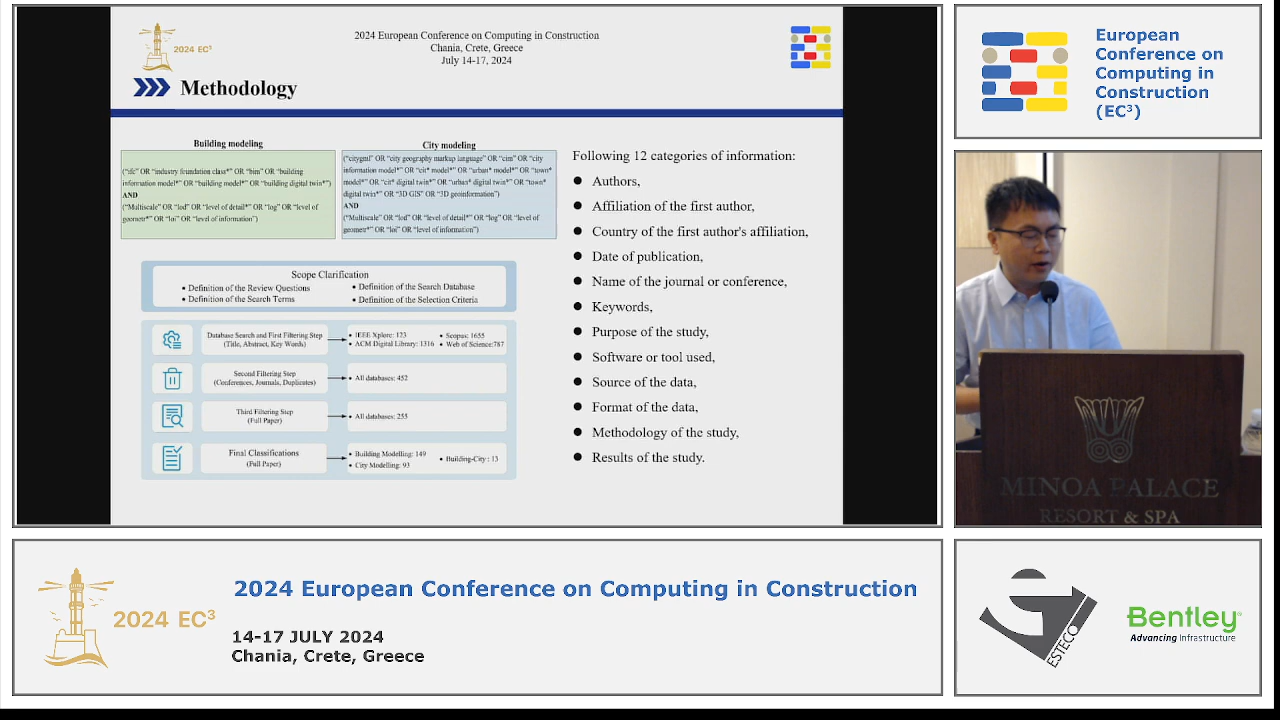 2024 EC³
2024 European Conference on Computing in Construction
Chania, Crete, Greece
July 14-17, 2024
Methodology
Building modeling
("ifc" OR "industry foundation class*" OR "bim" OR "building
information model*" OR "building model*" OR "building digital twin*")
AND
("Multiscale" OR "lod" OR "level of detail*" OR "log" OR "level of
geometr*" OR "loi" OR "level of information")
City modeling
("citygml" OR "city geography markup language" OR "cim" OR "city
information model*" OR "cit* model*" OR "urban* model*" OR "town*
model*" OR "cit* digital twin*" OR "urban* digital twin*" OR "town*
digital twin*" OR "3D GIS" OR "3D geoinformation")
AND
("Multiscale" OR "lod" OR "level of detail*" OR "log" OR "level of
geometr*" OR "loi" OR "level of information")
Scope Clarification
• Definition of the Review Questions
• Definition of the Search Terms
• Definition of the Search Database
• Definition of the Selection Criteria
Database Search and First Filtering Step
(Title, Abstract, Key Words)
• IEEE Xplore: 123
• ACM Digital Library: 1316
• Scopus: 1655
• Web of Science:787
Second Filtering Step
(Conferences, Journals, Duplicates)
• All databases: 452
Third Filtering Step
(Full Paper)
• All databases: 255
Final Classifications
(Full Paper)
• Building Modelling: 149
• City Modelling: 93
• Building-City : 13
Following 12 categories of information:
● Authors,
● Affiliation of the first author,
● Country of the first author's affiliation,
● Date of publication,
● Name of the journal or conference,
● Keywords,
● Purpose of the study,
● Software or tool used,
● Source of the data,
● Format of the data,
● Methodology of the study,
● Results of the study.
European
Conference on
Computing in
Construction
(EC³)
MINOA PALACE
RESORT & SPA
2024 EC³
2024 European Conference on Computing in Construction
14-17 JULY 2024
Chania, Crete, Greece
ESTECO
Bentley
Advancing Infrastructure